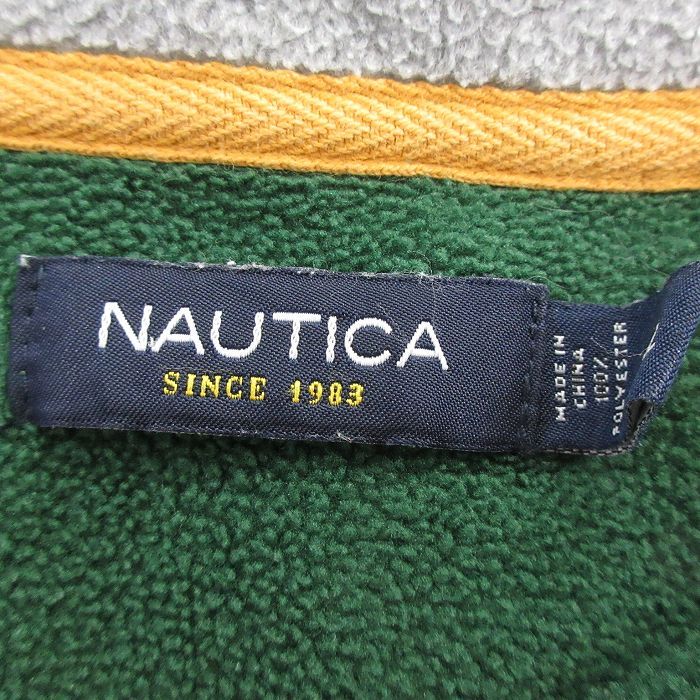 NAUTICA
SINCE 1983
MADE IN
CHINA
100%
POLYESTER